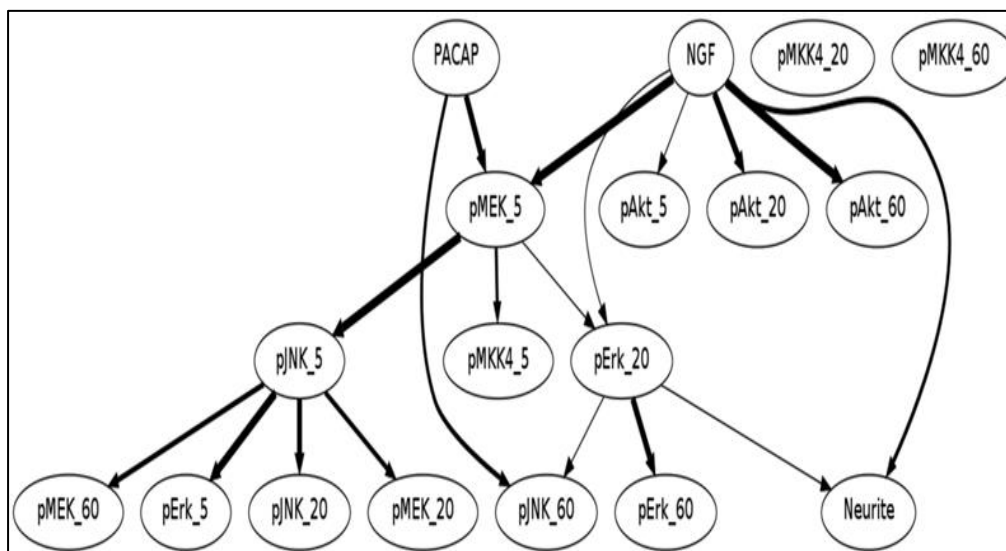 PACAP
NGF
pMKK4_20
pMKK4_60
pMEK_5
pAkt_5
pAkt_20
pAkt_60
pJNK_5
pMKK4_5
pErk_20
pMEK_60
pErk_5
pJNK_20
pMEK_20
pJNK_60
pErk_60
Neurite